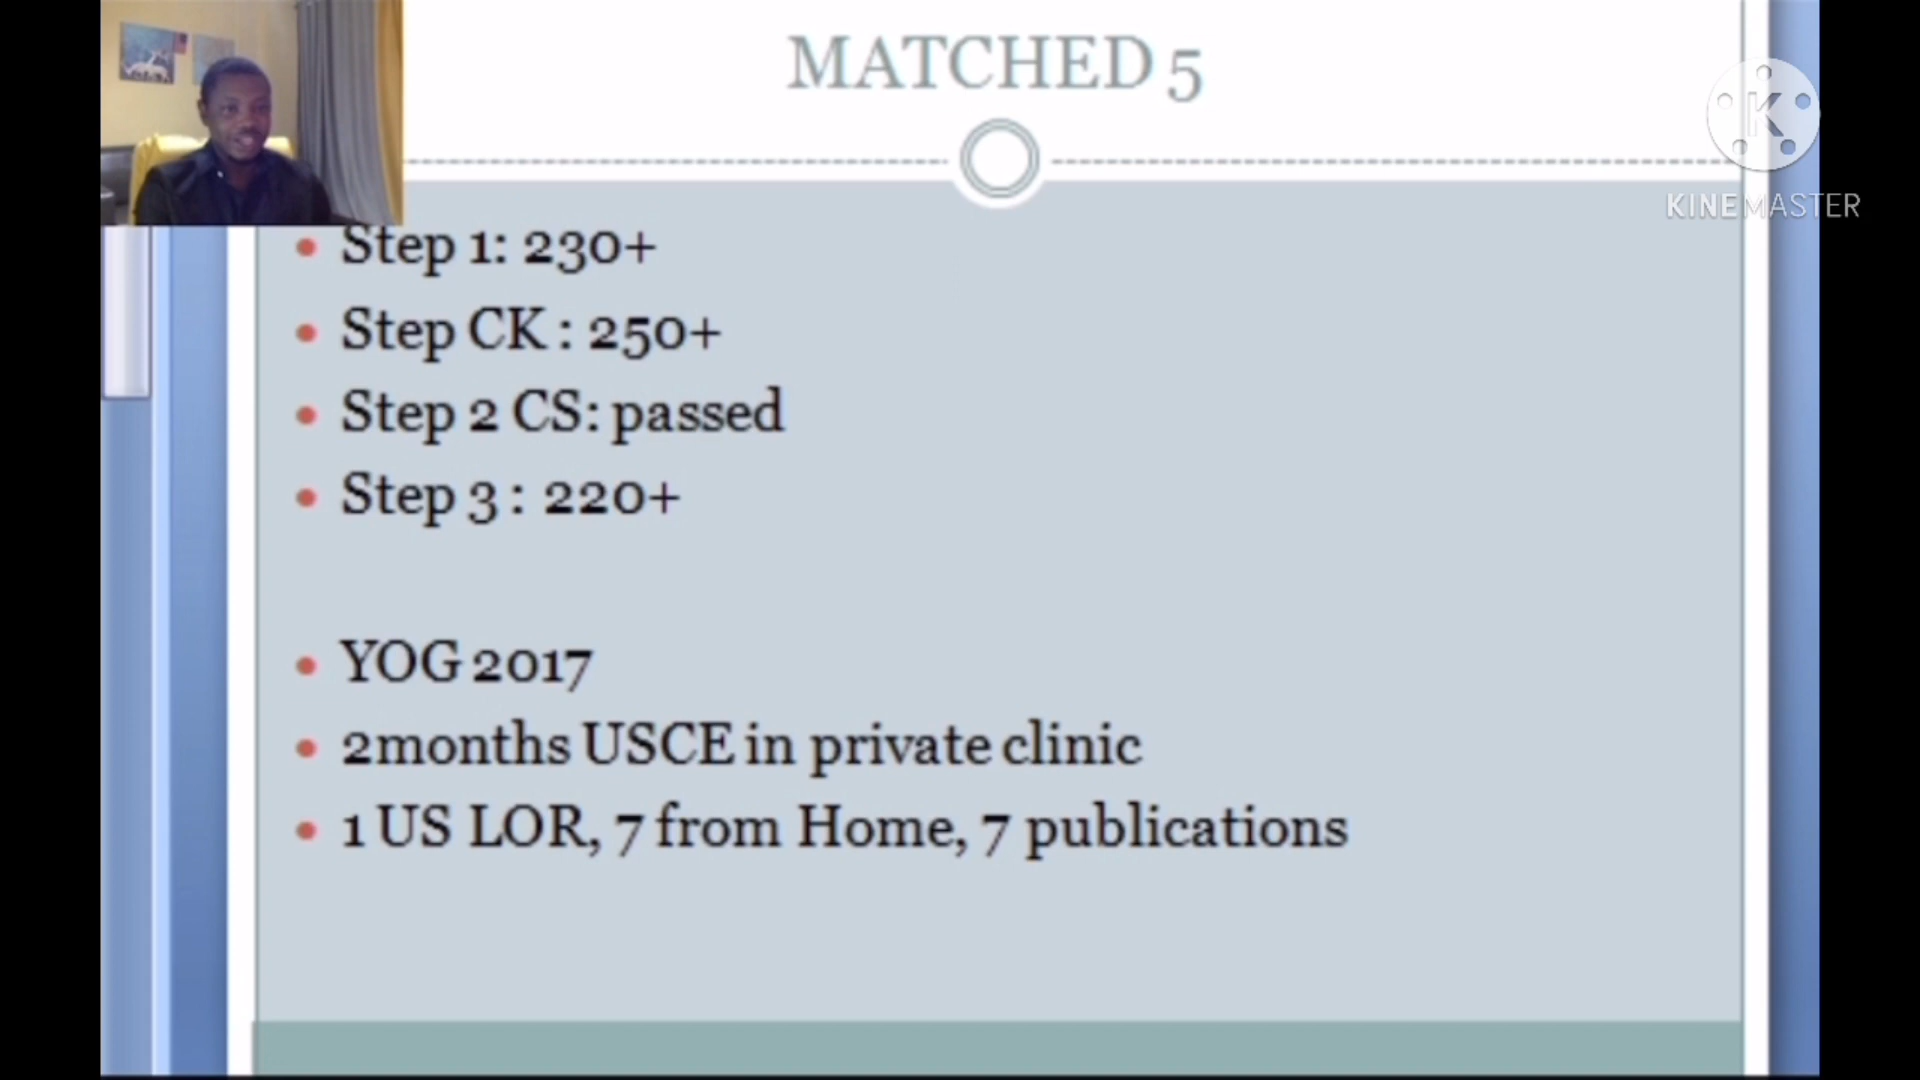 MATCHED 5
K
KINEMASTER
Step 1: 230+
Step CK : 250+
Step 2 CS: passed
Step 3 : 220+
YOG 2017
2months USCE in private clinic
1 US LOR, 7 from Home, 7 publications